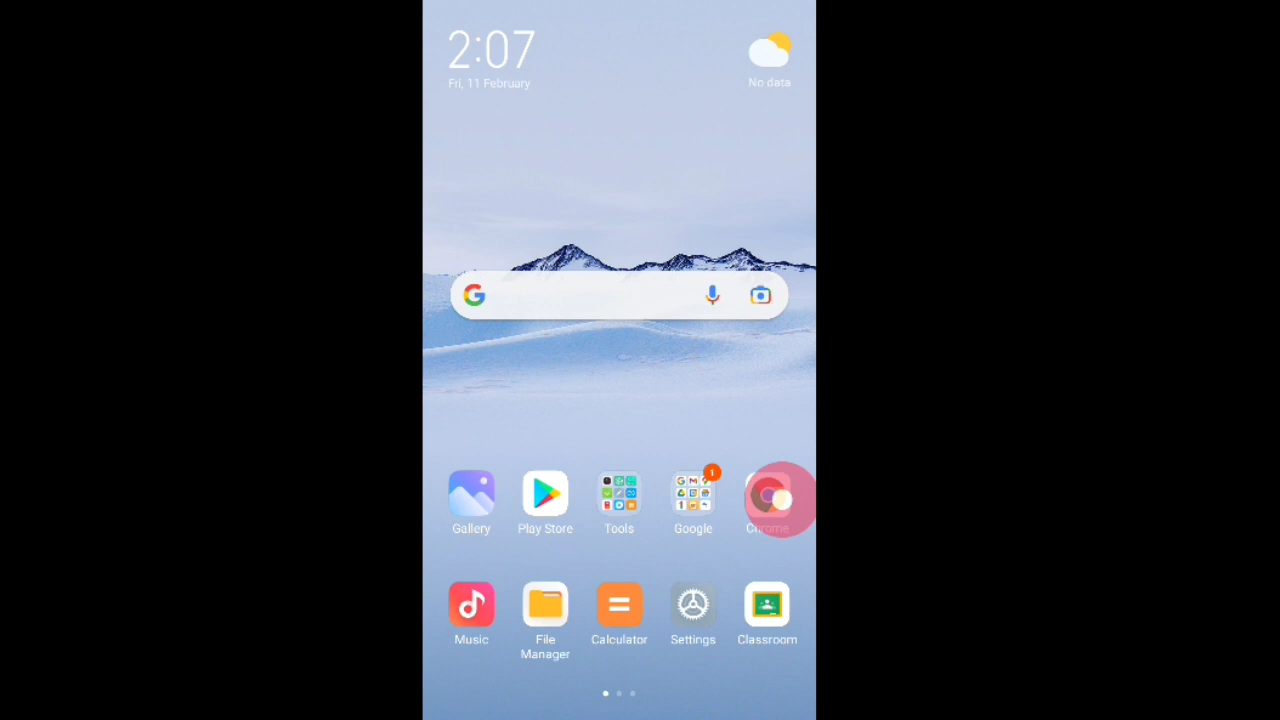 2:07
Fri, 11 February
No data
1
Gallery
Play Store
Tools
Google
Chrome
Music
File
Manager
Calculator
Settings
Classroom